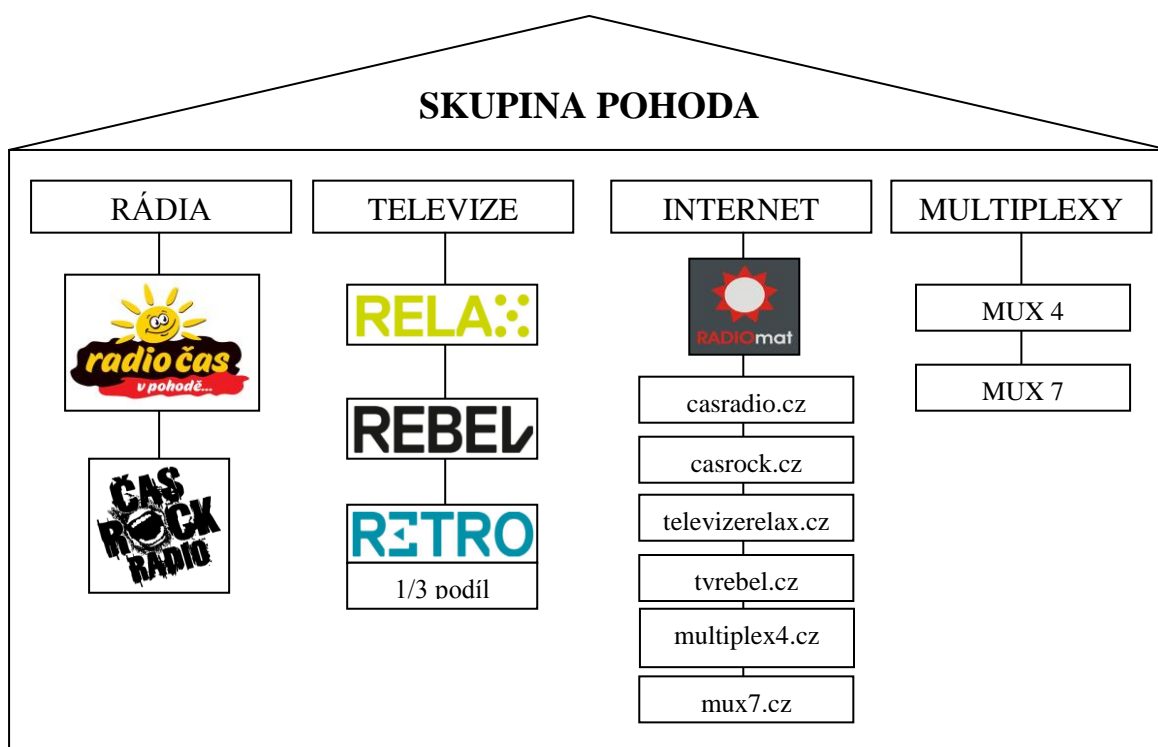 SKUPINA POHODA
RÁDIA
radio čas
v pohodě...
ČAS
ROCK
RADIO
TELEVIZE
RELAX
REBEL
RETRO
1/3 podíl
INTERNET
RADIOmat
casradio.cz
casrock.cz
televizerelax.cz
tvrebel.cz
multiplex4.cz
mux7.cz
MULTIPLEXY
MUX 4
MUX 7